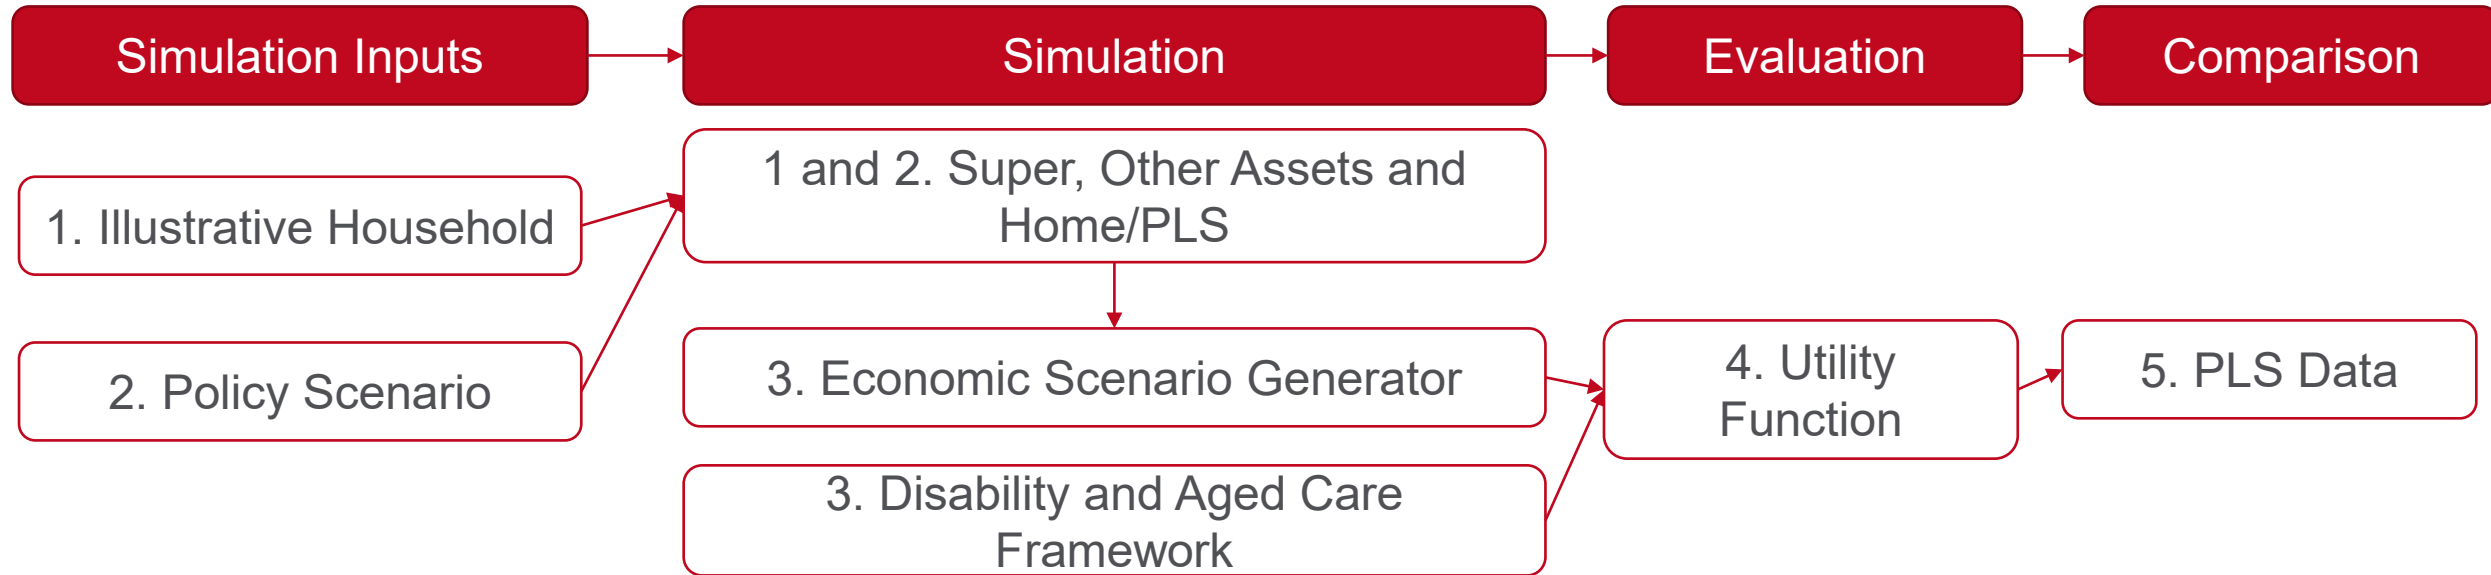 Simulation Inputs
Simulation
Evaluation
Comparison
1. Illustrative Household
2. Policy Scenario
1 and 2. Super, Other Assets and
Home/PLS
3. Economic Scenario Generator
3. Disability and Aged Care
Framework
4. Utility
Function
5. PLS Data